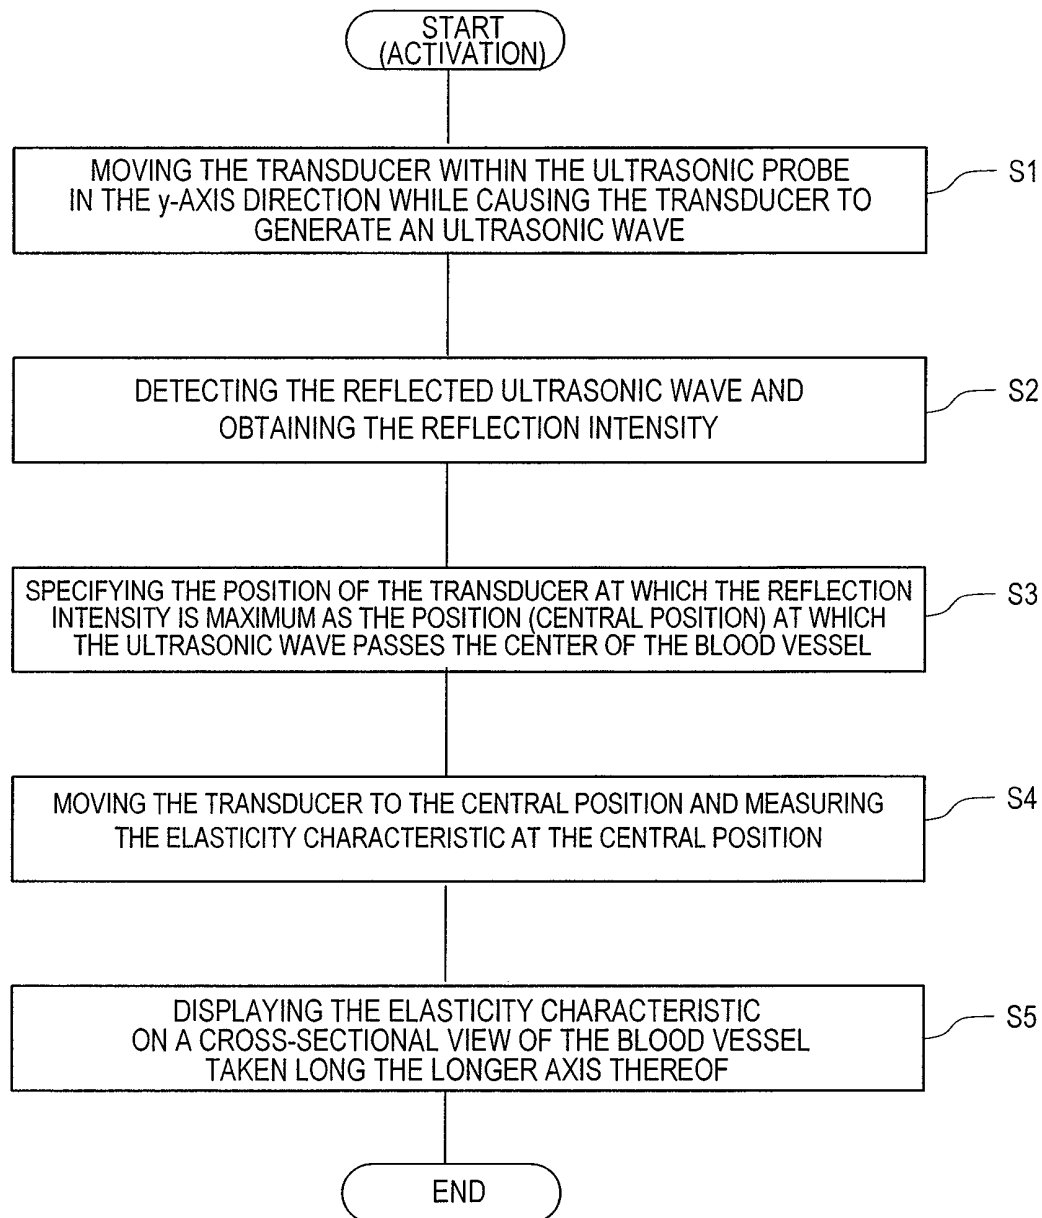 START
(ACTIVATION)
MOVING THE TRANSDUCER WITHIN THE ULTRASONIC PROBE
IN THE y-AXIS DIRECTION WHILE CAUSING THE TRANSDUCER TO
GENERATE AN ULTRASONIC WAVE
S1
DETECTING THE REFLECTED ULTRASONIC WAVE AND
OBTAINING THE REFLECTION INTENSITY
S2
SPECIFYING THE POSITION OF THE TRANSDUCER AT WHICH THE REFLECTION
INTENSITY IS MAXIMUM AS THE POSITION (CENTRAL POSITION) AT WHICH
THE ULTRASONIC WAVE PASSES THE CENTER OF THE BLOOD VESSEL
S3
MOVING THE TRANSDUCER TO THE CENTRAL POSITION AND MEASURING
THE ELASTICITY CHARACTERISTIC AT THE CENTRAL POSITION
S4
DISPLAYING THE ELASTICITY CHARACTERISTIC
ON A CROSS-SECTIONAL VIEW OF THE BLOOD VESSEL
TAKEN LONG THE LONGER AXIS THEREOF
S5
END